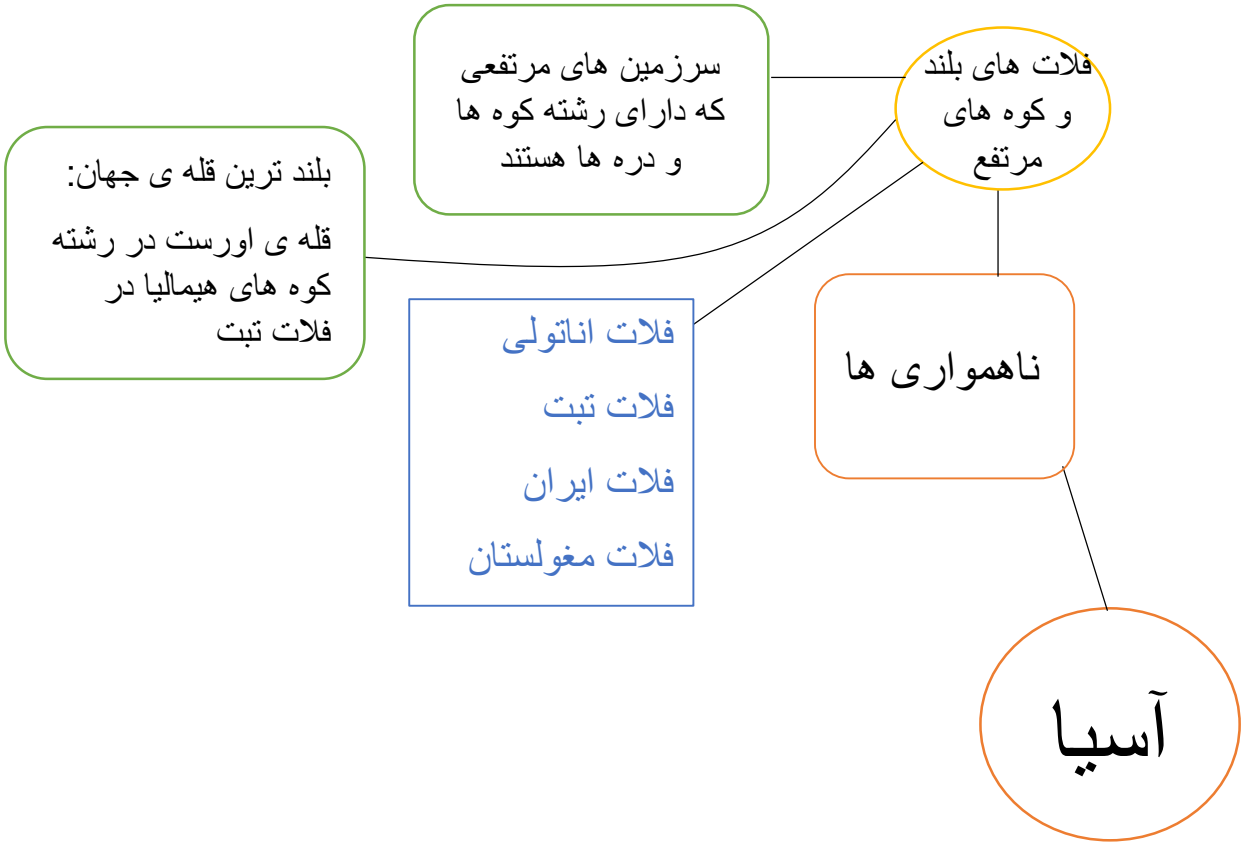 فلات های بلند
و کوه های
مرتفع
سرزمین های مرتفعی
که دارای رشته کوه ها
و دره ها هستند
بلند ترین قله ی جهان:
قله ی اورست در رشته
کوه های هیمالیا در
فلات تبت
فلات اناتولی
فلات تبت
فلات ایران
فلات مغولستان
ناهمواری ها
آسیا